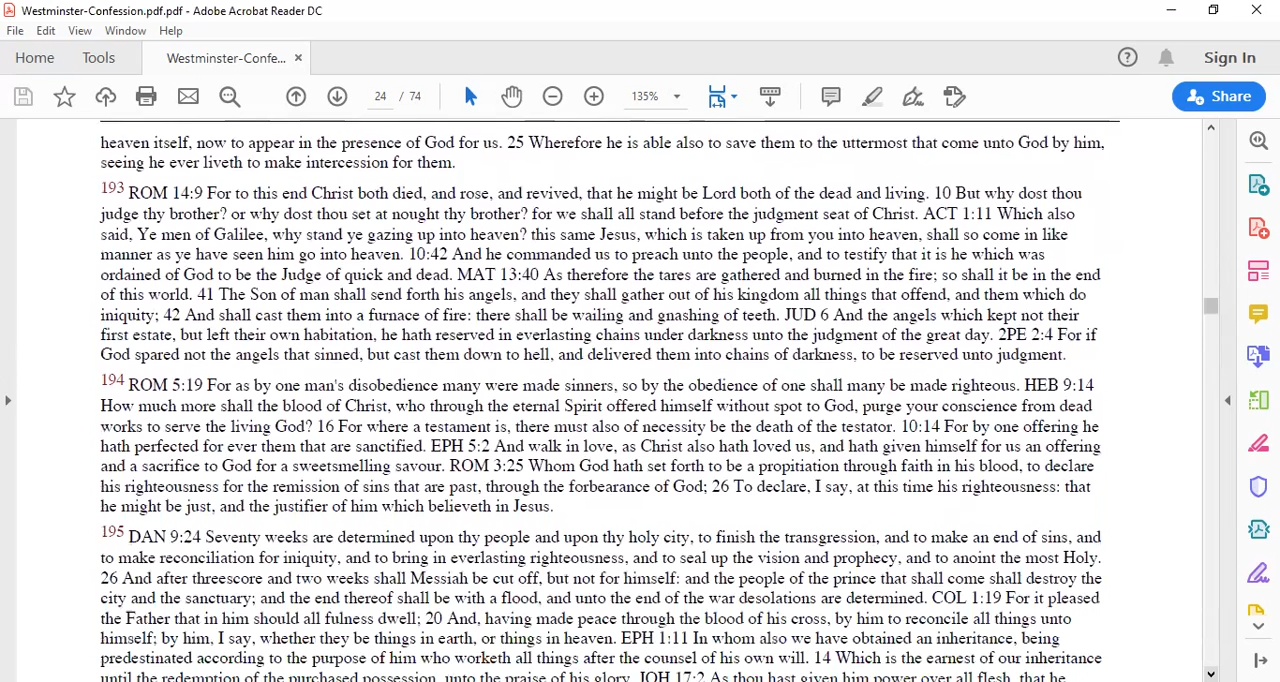 Westminster-Confession.pdf.pdf - Adobe Acrobat Reader DC
File Edit View Window Help
Home Tools Westminster-Confe... × Sign In
24 / 74 135% Share
heaven itself, now to appear in the presence of God for us. 25 Wherefore he is able also to save them to the uttermost that come unto God by him,
seeing he ever liveth to make intercession for them.
193 ROM 14:9 For to this end Christ both died, and rose, and revived, that he might be Lord both of the dead and living. 10 But why dost thou
judge thy brother? or why dost thou set at nought thy brother? for we shall all stand before the judgment seat of Christ. ACT 1:11 Which also
said, Ye men of Galilee, why stand ye gazing up into heaven? this same Jesus, which is taken up from you into heaven, shall so come in like
manner as ye have seen him go into heaven. 10:42 And he commanded us to preach unto the people, and to testify that it is he which was
ordained of God to be the Judge of quick and dead. MAT 13:40 As therefore the tares are gathered and burned in the fire; so shall it be in the end
of this world. 41 The Son of man shall send forth his angels, and they shall gather out of his kingdom all things that offend, and them which do
iniquity; 42 And shall cast them into a furnace of fire: there shall be wailing and gnashing of teeth. JUD 6 And the angels which kept not their
first estate, but left their own habitation, he hath reserved in everlasting chains under darkness unto the judgment of the great day. 2PE 2:4 For if
God spared not the angels that sinned, but cast them down to hell, and delivered them into chains of darkness, to be reserved unto judgment.
194 ROM 5:19 For as by one man's disobedience many were made sinners, so by the obedience of one shall many be made righteous. HEB 9:14
How much more shall the blood of Christ, who through the eternal Spirit offered himself without spot to God, purge your conscience from dead
works to serve the living God? 16 For where a testament is, there must also of necessity be the death of the testator. 10:14 For by one offering he
hath perfected for ever them that are sanctified. EPH 5:2 And walk in love, as Christ also hath loved us, and hath given himself for us an offering
and a sacrifice to God for a sweetsmelling savour. ROM 3:25 Whom God hath set forth to be a propitiation through faith in his blood, to declare
his righteousness for the remission of sins that are past, through the forbearance of God; 26 To declare, I say, at this time his righteousness: that
he might be just, and the justifier of him which believeth in Jesus.
195 DAN 9:24 Seventy weeks are determined upon thy people and upon thy holy city, to finish the transgression, and to make an end of sins, and
to make reconciliation for iniquity, and to bring in everlasting righteousness, and to seal up the vision and prophecy, and to anoint the most Holy.
26 And after threescore and two weeks shall Messiah be cut off, but not for himself: and the people of the prince that shall come shall destroy the
city and the sanctuary; and the end thereof shall be with a flood, and unto the end of the war desolations are determined. COL 1:19 For it pleased
the Father that in him should all fulness dwell; 20 And, having made peace through the blood of his cross, by him to reconcile all things unto
himself; by him, I say, whether they be things in earth, or things in heaven. EPH 1:11 In whom also we have obtained an inheritance, being
predestinated according to the purpose of him who worketh all things after the counsel of his own will. 14 Which is the earnest of our inheritance
until the redemption of the purchased possession, unto the praise of his glory. JOH 17:2 As thou hast given him power over all flesh, that he